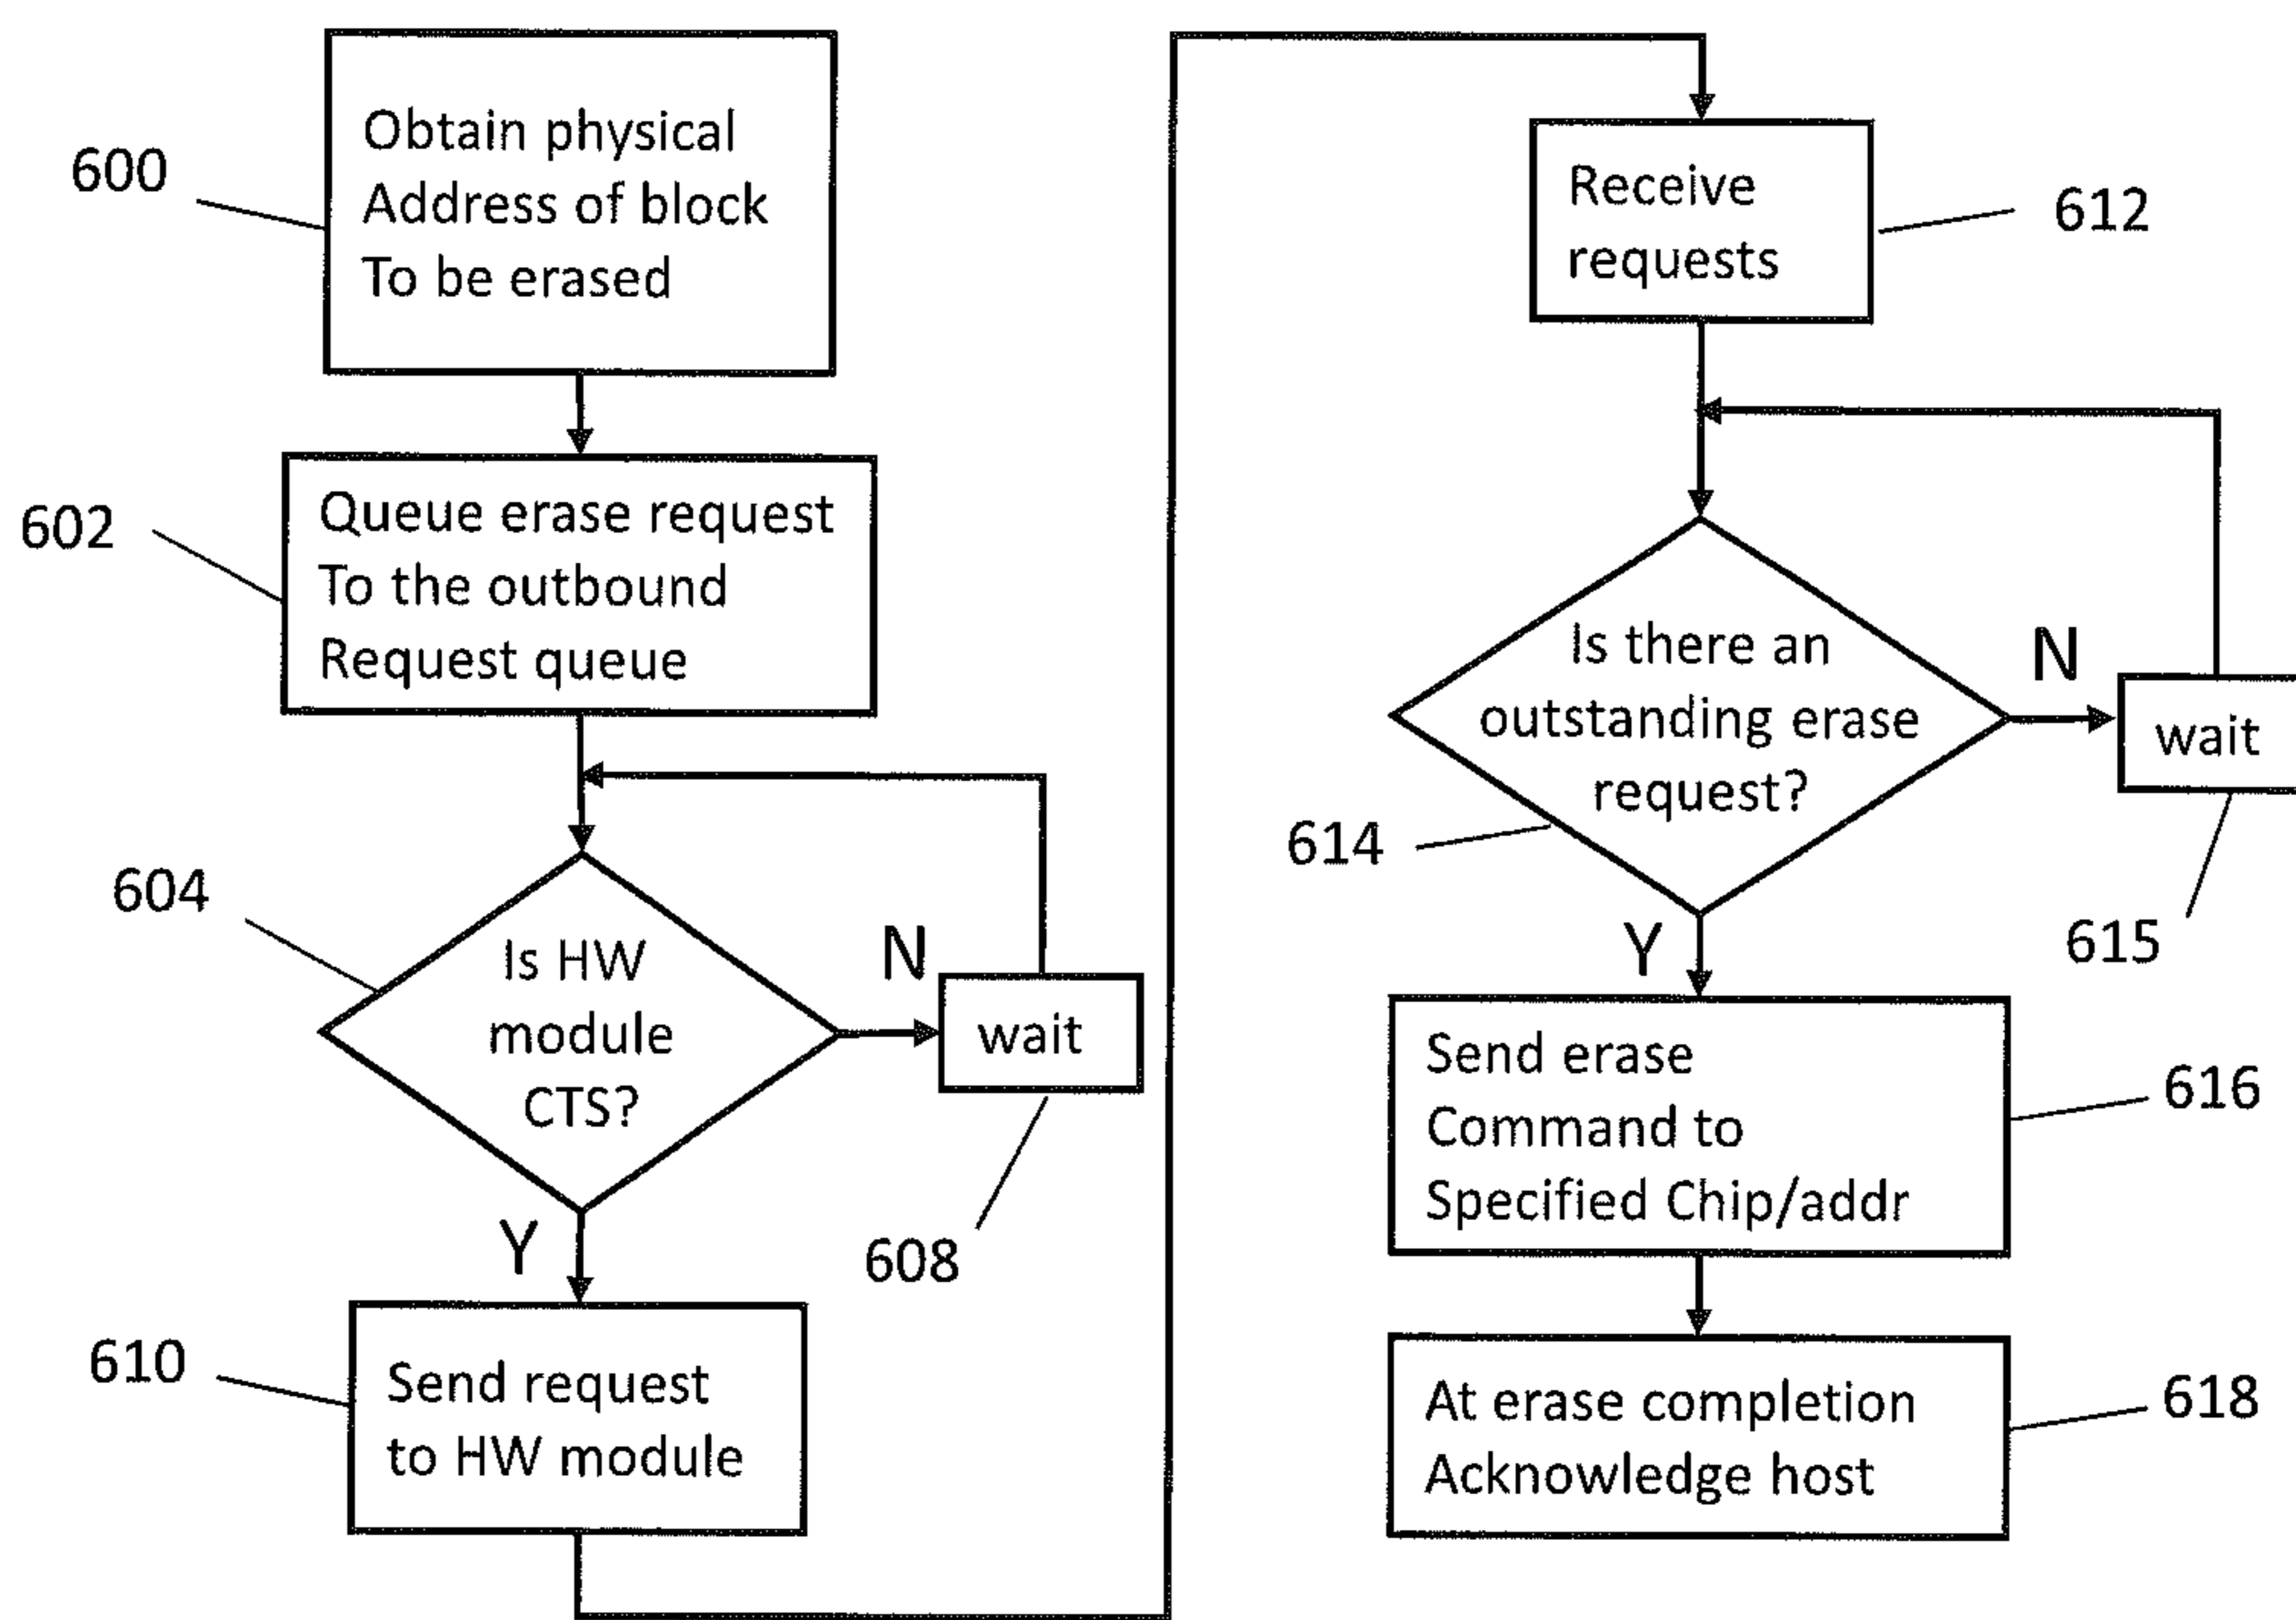 600
Obtain physical
Address of block
To be erased
602
Queue erase request
To the outbound
Request queue
604
Is HW
module
CTS?
N
wait
608
Y
610
Send request
to HW module
Receive
requests
612
Is there an
outstanding erase
request?
614
N
wait
615
Y
Send erase
Command to
Specified Chip/addr
616
At erase completion
Acknowledge host
618